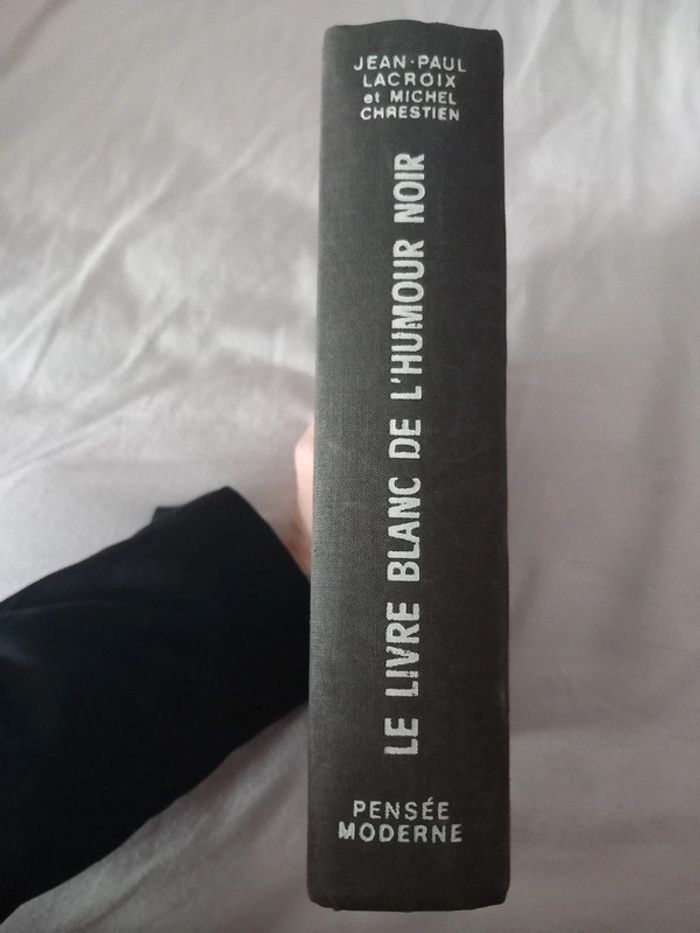 JEAN-PAUL
LACROIX
et MICHEL
CHRESTIEN
LE LIVRE BLANC DE L'HUMOUR NOIR
PENSÉE
MODERNE